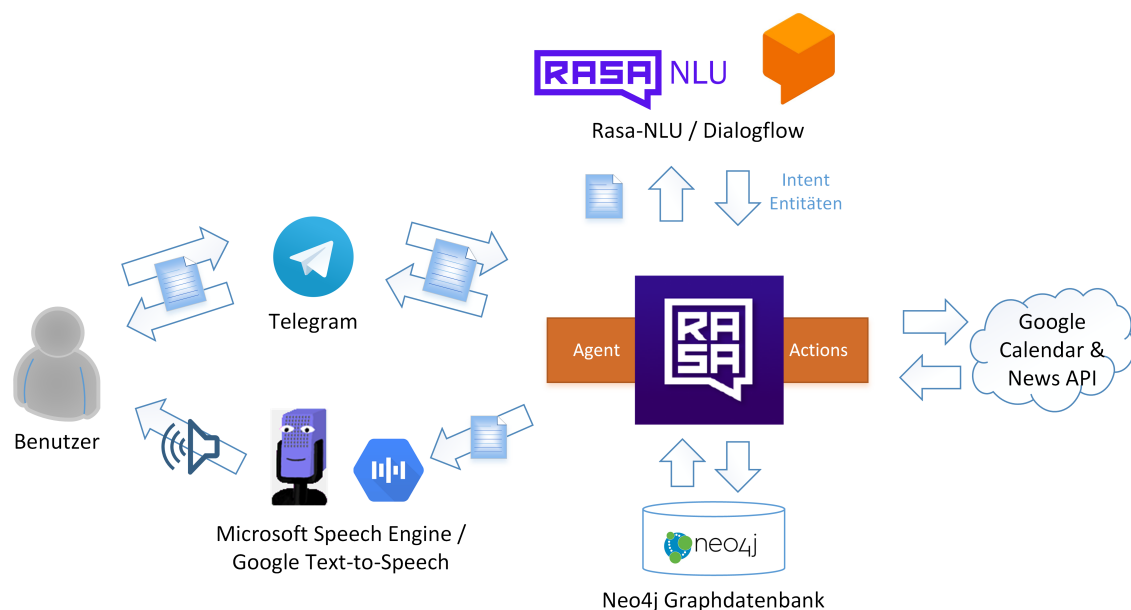 RASA NLU
Rasa-NLU / Dialogflow
Intent
Entitäten
Telegram
Benutzer
Agent
RASA
Actions
Google
Calendar &
News API
Microsoft Speech Engine /
Google Text-to-Speech
neo4j
Neo4j Graphdatenbank